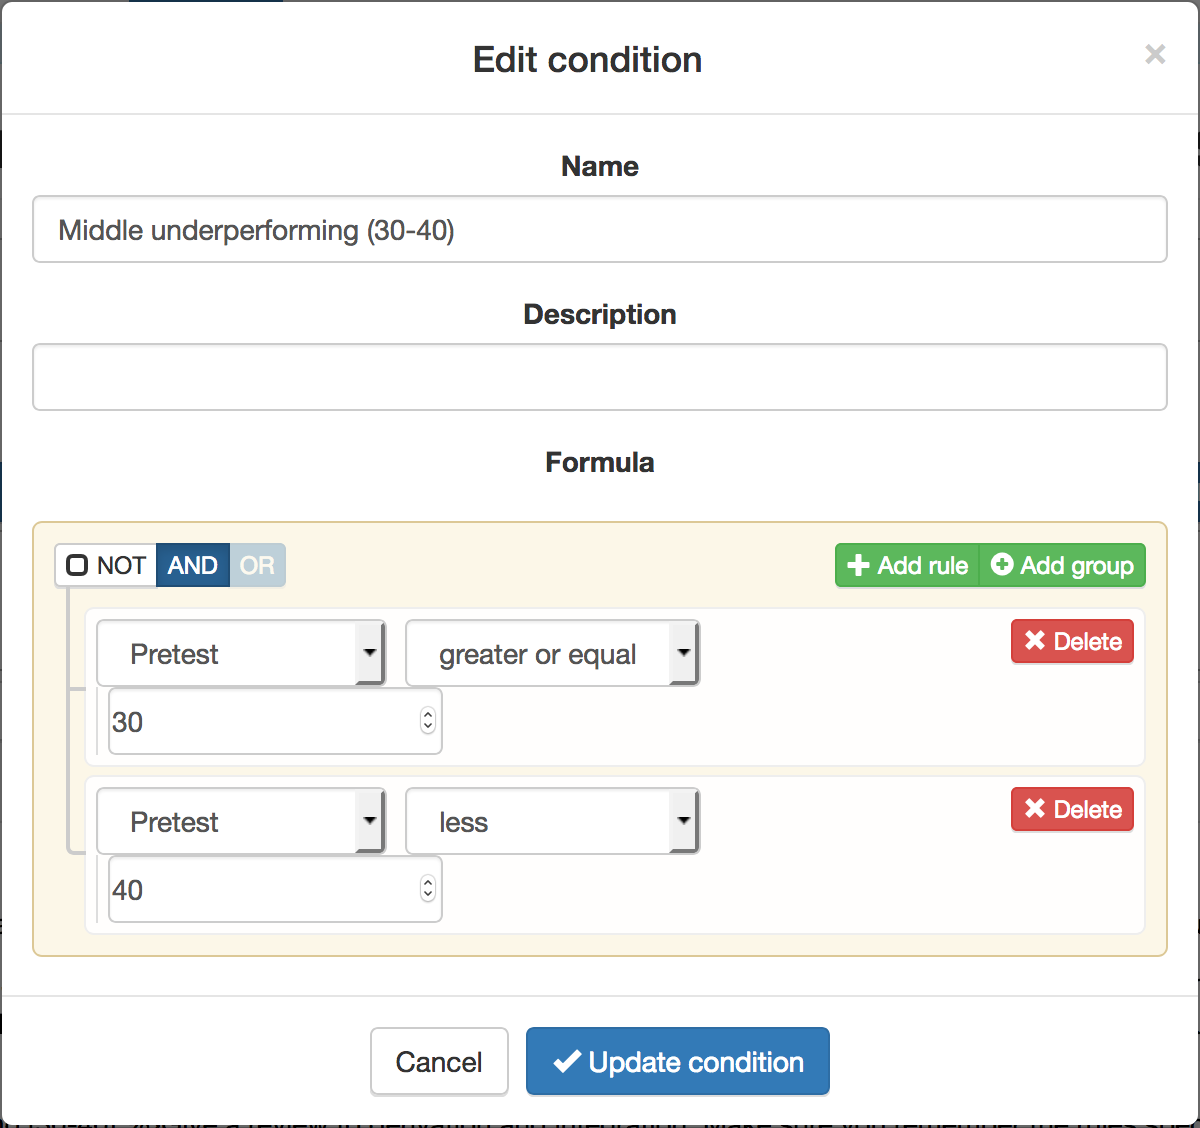 Edit condition ×
Name
Middle underperforming (30-40)
Description
Formula
NOT AND OR Add rule Add group
Pretest greater or equal Delete
30
Pretest less Delete
40
Cancel Update condition